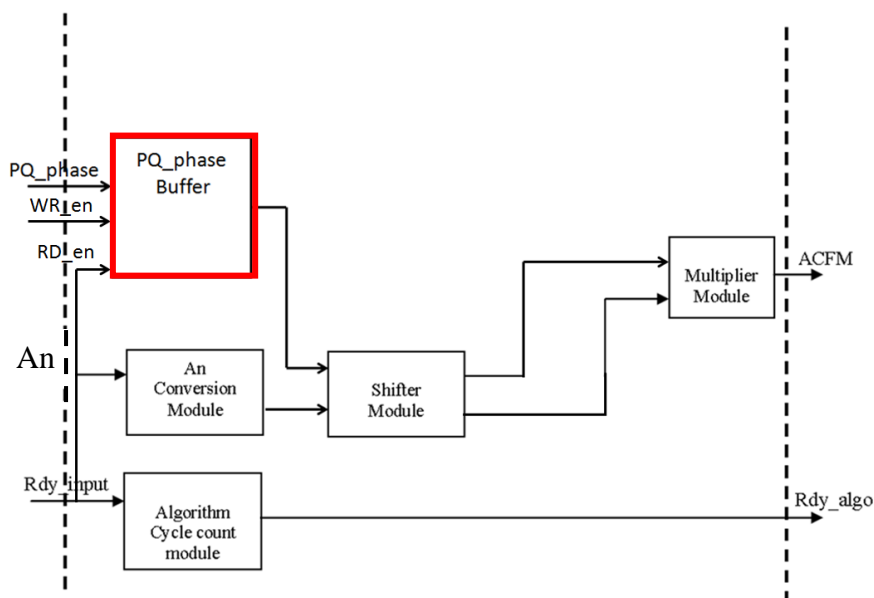 PQ_phase
WR_en
RD_en
PQ_phase
Buffer
An
An
Conversion
Module
Shifter
Module
Multiplier
Module
ACFM
Rdy_input
Algorithm
Cycle count
module
Rdy_algo